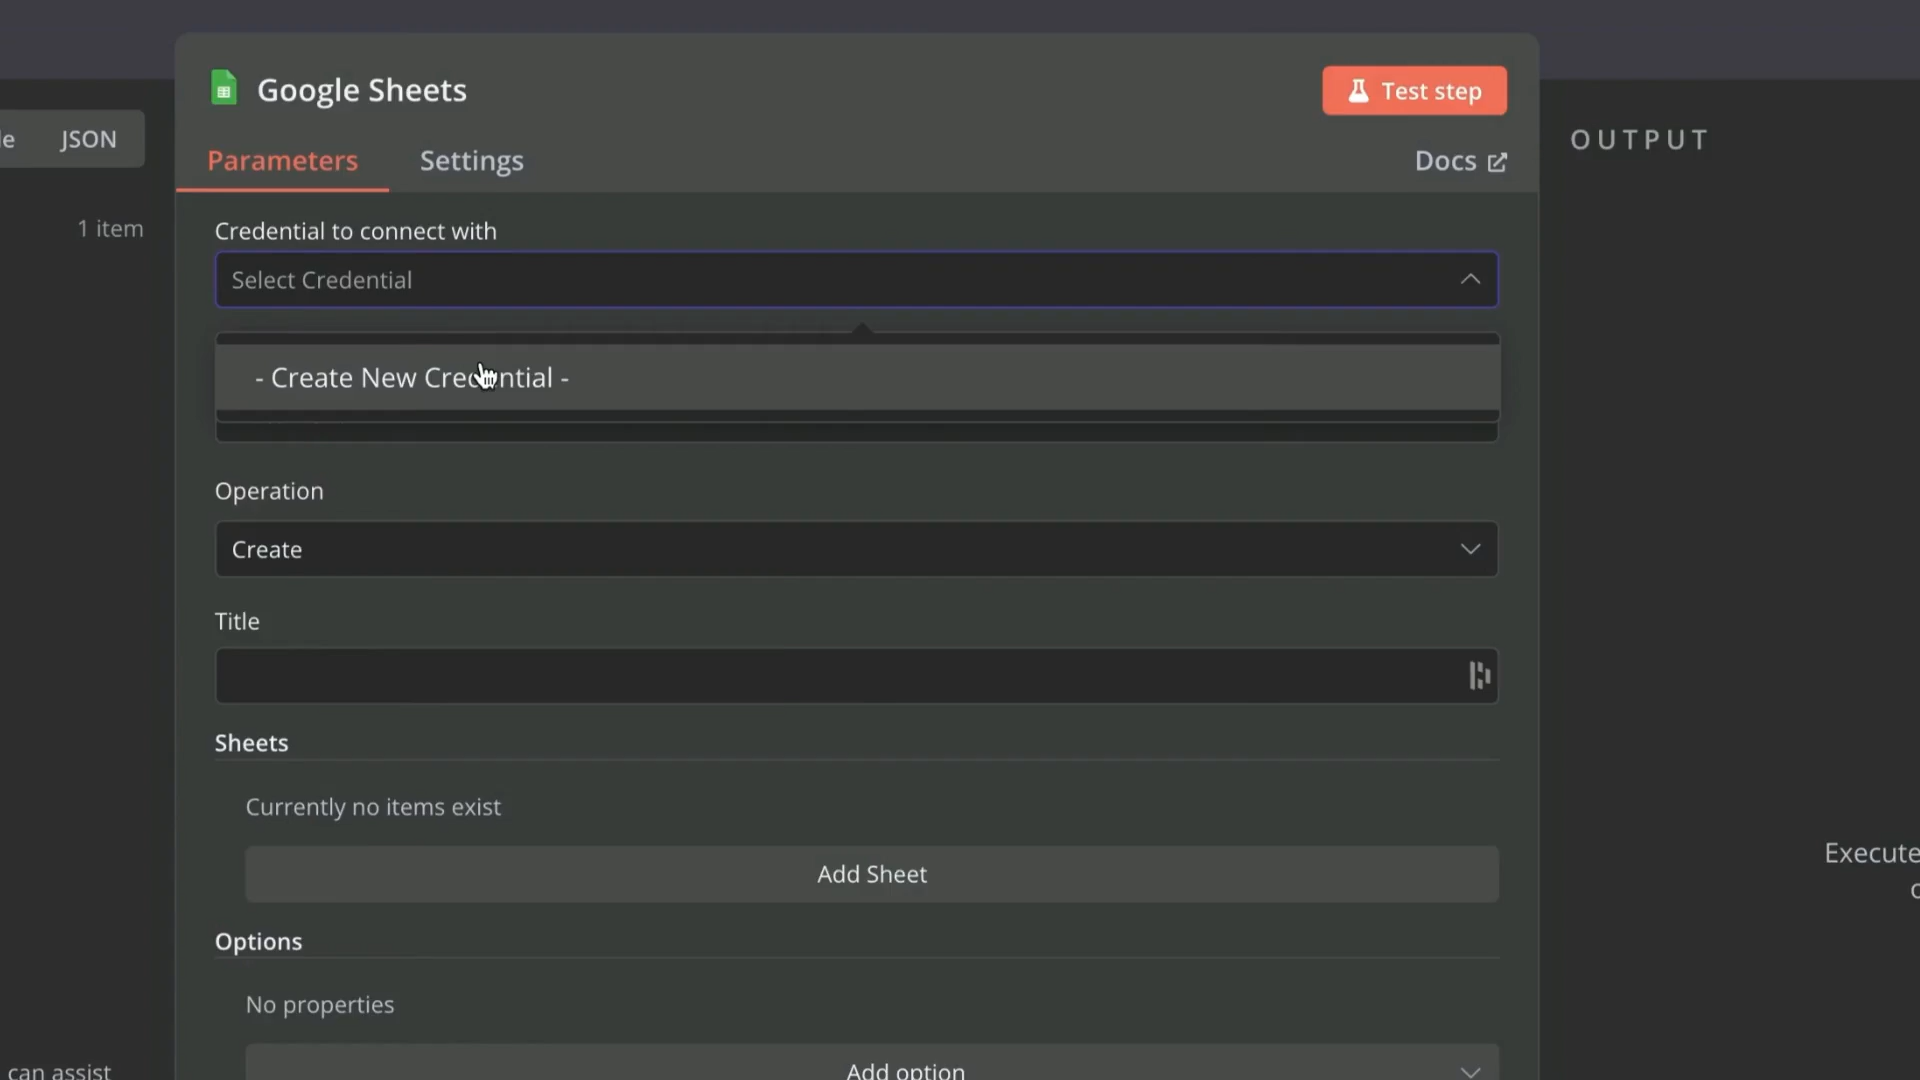 Google Sheets
Test step
JSON
OUTPUT
Parameters
Settings
Docs
1 item
Credential to connect with
Select Credential
- Create New Credential -
Operation
Create
Title
Sheets
Currently no items exist
Add Sheet
Execute
Options
No properties
can assist
Add option